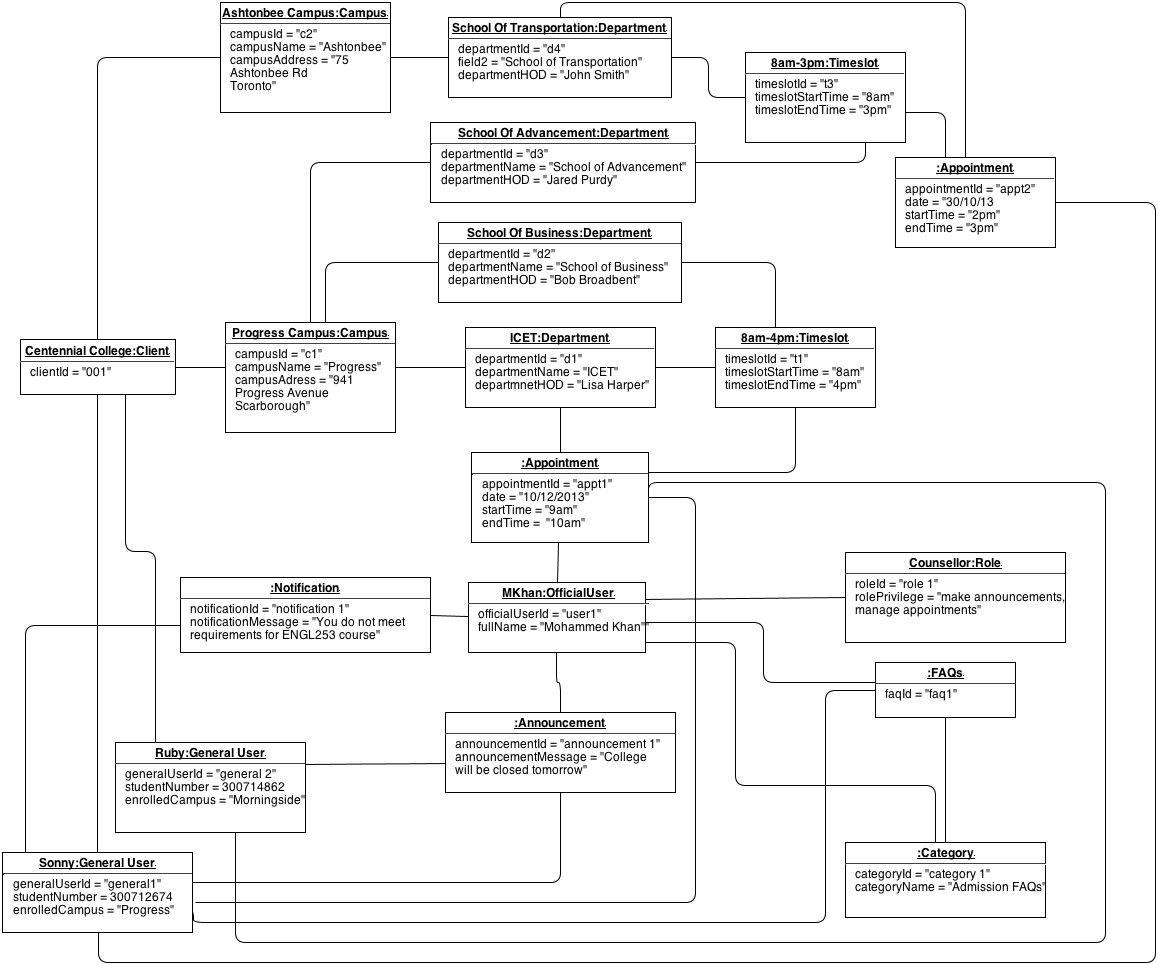 Ashtonbee Campus:Campus
campusId = "c2"
campusName = "Ashtonbee"
campusAddress = "75
Ashtonbee Rd
Toronto"
School Of Transportation:Department
departmentId = "d4"
field2 = "School of Transportation"
departmentHOD = "John Smith"
8am-3pm:Timeslot
timeslotId = "t3"
timeslotStartTime = "8am"
timeslotEndTime = "3pm"
School Of Advancement:Department
departmentId = "d3"
departmentName = "School of Advancement"
departmentHOD = "Jared Purdy"
:Appointment
appointmentId = "appt2"
date = "30/10/13
startTime = "2pm"
endTime = "3pm"
School Of Business:Department
departmentId = "d2"
departmentName = "School of Business"
departmentHOD = "Bob Broadbent"
Centennial College:Client
clientId = "001"
Progress Campus:Campus
campusId = "c1"
campusName = "Progress"
campusAdress = "941
Progress Avenue
Scarborough"
ICET:Department
departmentId = "d1"
departmentName = "ICET"
departmnetHOD = "Lisa Harper"
8am-4pm:Timeslot
timeslotId = "t1"
timeslotStartTime = "8am"
timeslotEndTime = "4pm"
:Appointment
appointmentId = "appt1"
date = "10/12/2013"
startTime = "9am"
endTime =  "10am"
:Notification
notificationId = "notification 1"
notificationMessage = "You do not meet
requirements for ENGL253 course"
MKhan:OfficialUser
officialUserId = "user1"
fullName = "Mohammed Khan""
Counsellor:Role
roleId = "role 1"
rolePrivilege = "make announcements,
manage appointments"
:FAQs
faqId = "faq1"
:Announcement
announcementId = "announcement 1"
announcementMessage = "College
will be closed tomorrow"
Ruby:General User
generalUserId = "general 2"
studentNumber = 300714862
enrolledCampus = "Morningside"
Sonny:General User
generalUserId = "general1"
studentNumber = 300712674
enrolledCampus = "Progress"
:Category
categoryId = "category 1"
categoryName = "Admission FAQs"